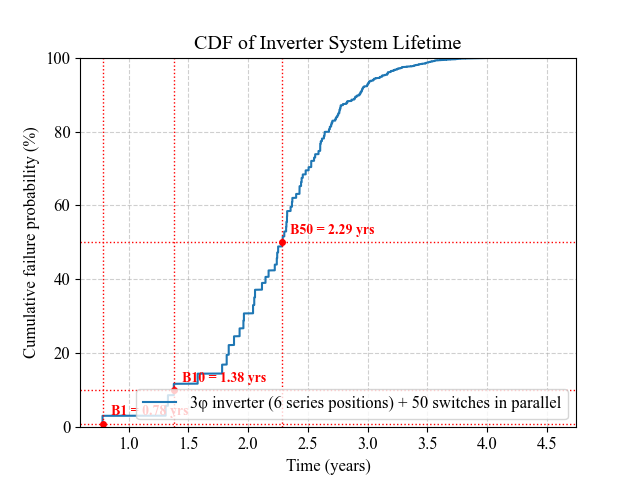 CDF of Inverter System Lifetime
Cumulative failure probability (%)
100
80
60
40
20
0
B50 = 2.29 yrs
B10 = 1.38 yrs
B1 = 0.78 yrs
3φ inverter (6 series positions) + 50 switches in parallel
1.0 1.5 2.0 2.5 3.0 3.5 4.0 4.5
Time (years)